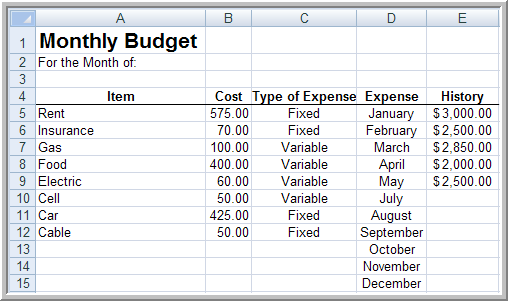 A B C D E
1 Monthly Budget
2 For the Month of:
3
4 Item Cost Type of Expense Expense History
5 Rent 575.00 Fixed January $3,000.00
6 Insurance 70.00 Fixed February $2,500.00
7 Gas 100.00 Variable March $2,850.00
8 Food 400.00 Variable April $2,000.00
9 Electric 60.00 Variable May $2,500.00
10 Cell 50.00 Variable July
11 Car 425.00 Fixed August
12 Cable 50.00 Fixed September
13 October
14 November
15 December